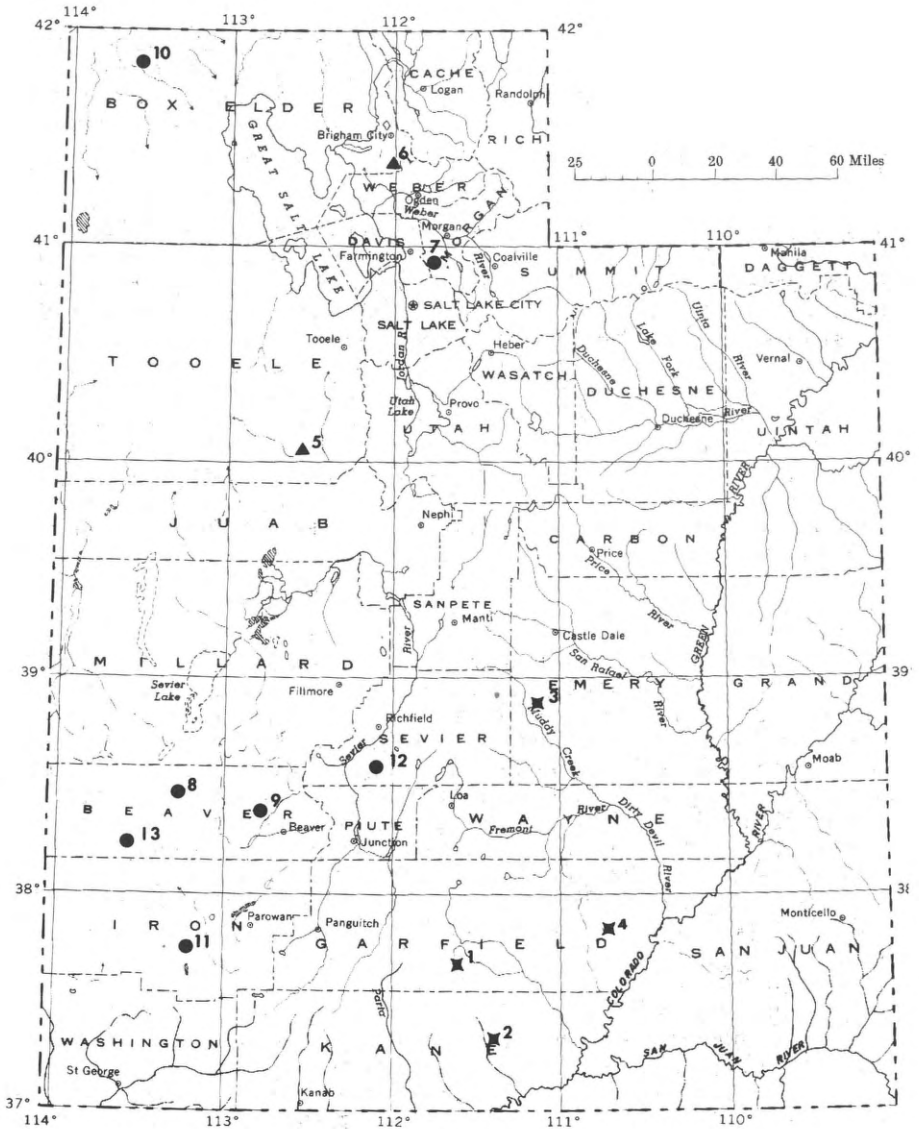 114° 113° 112°
42° 42°
10
CACHE
Logan
Randolph
BOX ELDER
RICH
Brigham City
GREAT SALT LAKE
6
25 0 20 40 60 Miles
WEBER
Ogden
Weber
MORGAN
Morgan
41° 111° 110° 41°
DAVIS
7
Farmington
River
Coalville
Manila
SUMMIT
DAGGETT
SALT LAKE CITY
SALT LAKE
Tooele
Jordan R
Heber
Duchesne
Lake Fork
Uinta River
Vernal
TOOELE
WASATCH
DUCHESNE
Utah Lake
Provo
River
Duchesne
UTAH
UINTAH
5
40° 40°
RIVER
JUAB
Nephi
CARBON
Price
Price River
SANPETE
Manti
River
Castle Dale
GREEN
39° 39°
MILLARD
San Rafael River
EMERY
GRAND
Sevier Lake
Fillmore
3
Muddy Creek
Richfield
SEVIER
Sevier
12
Moab
8
9
Loa
BEAVER
WAYNE
River
Dirty Devil River
RIVER
13
Beaver
PIUTE
Fremont
Junction
38° 38
Monticello
IRON
Parowan
Panguitch
4
GARFIELD
SAN JUAN
11
1
COLORADO
Paria
2
WASHINGTON
KANE
SAN JUAN RIVER
St George
Kanab
37° 37°
114° 113° 112° 111° 110°